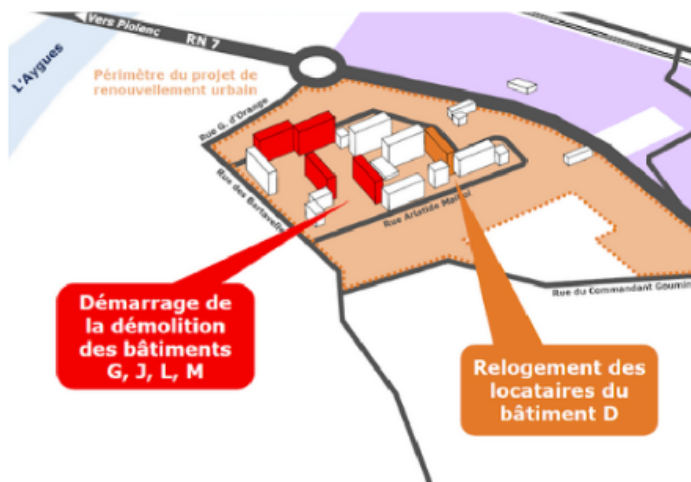 Vers Piolenc
RN 7
L'Aygues
Périmètre du projet de
renouvellement urbain
Rue G. d'Orange
Rue des Bartavelles
Rue Aristide Maillol
Rue du Commandant Goumin
Démarrage de
la démolition
des bâtiments
G, J, L, M
Relogement des
locataires du
bâtiment D